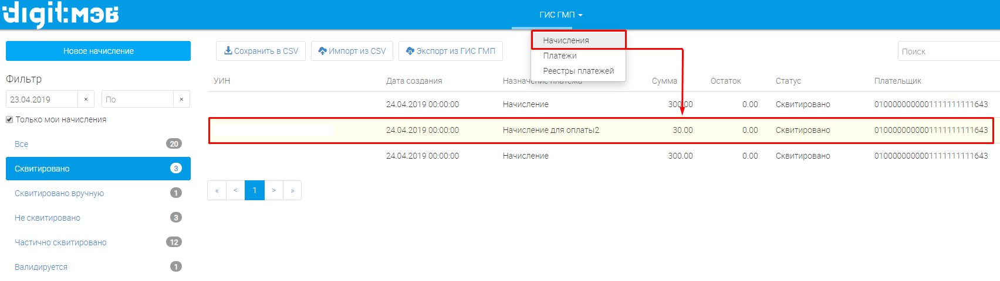 digit:мэв
ГИС ГМП
Начисления
Платежи
Реестры платежей
Новое начисление
Сохранить в CSV
Импорт из CSV
Экспорт из ГИС ГМП
Поиск
Фильтр
23.04.2019 × По ×
Только мои начисления
Все 20
Сквитировано 3
Сквитировано вручную 1
Не сквитировано 3
Частично сквитировано 12
Валидируется 1
УИН Дата создания Назначение платежа Сумма Остаток Статус Плательщик
24.04.2019 00:00:00 Начисление 300.00 0.00 Сквитировано 0100000000001111111111643
24.04.2019 00:00:00 Начисление для оплаты2 30.00 0.00 Сквитировано 0100000000001111111111643
24.04.2019 00:00:00 Начисление 300.00 0.00 Сквитировано 0100000000001111111111643
« < 1 > »